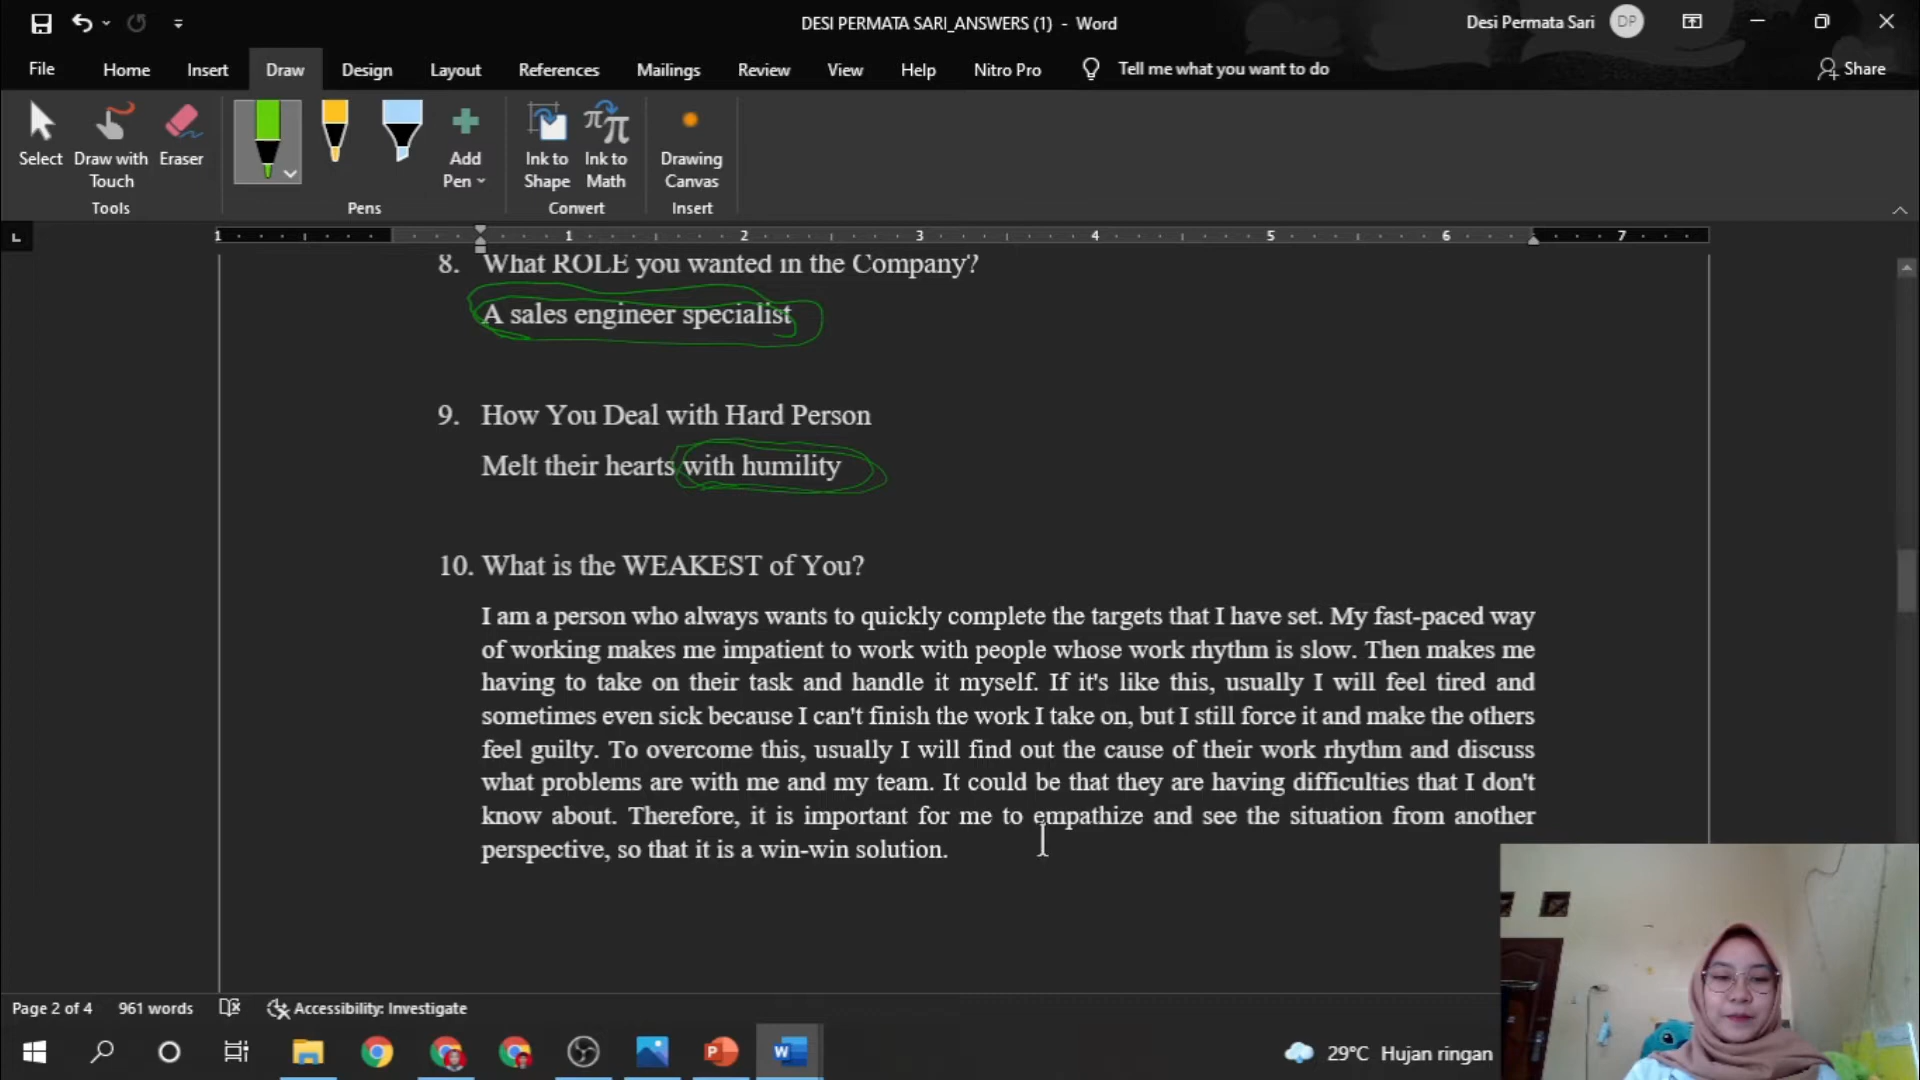 DESI PERMATA SARI_ANSWERS (1) - Word
Desi Permata Sari
DP
File Home Insert Draw Design Layout References Mailings Review View Help Nitro Pro Tell me what you want to do Share
Select
Draw with Touch
Eraser
Add Pen
Ink to Shape
Ink to Math
Drawing Canvas
Tools Pens Convert Insert
1 1 2 3 4 5 6 7
8. What ROLE you wanted in the Company?
A sales engineer specialist
9. How You Deal with Hard Person
Melt their hearts with humility
10. What is the WEAKEST of You?
I am a person who always wants to quickly complete the targets that I have set. My fast-paced way
of working makes me impatient to work with people whose work rhythm is slow. Then makes me
having to take on their task and handle it myself. If it's like this, usually I will feel tired and
sometimes even sick because I can't finish the work I take on, but I still force it and make the others
feel guilty. To overcome this, usually I will find out the cause of their work rhythm and discuss
what problems are with me and my team. It could be that they are having difficulties that I don't
know about. Therefore, it is important for me to empathize and see the situation from another
perspective, so that it is a win-win solution.
Page 2 of 4 961 words Accessibility: Investigate
29°C Hujan ringan